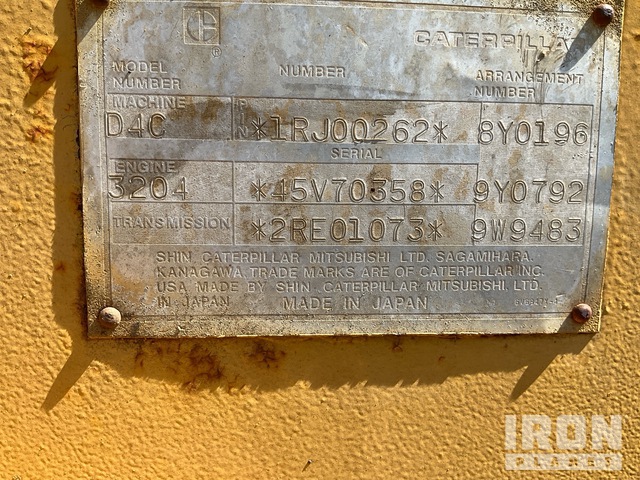 C ®
CATERPILLA
MODEL NUMBER ARRANGEMENT
NUMBER NUMBER
MACHINE P
D4C I *1RJ00262* 8Y0196
N
SERIAL
ENGINE
3204 *45V70358* 9Y0792
TRANSMISSION *2RE01073* 9W9483
SHIN CATERPILLAR MITSUBISHI LTD. SAGAMIHARA.
KANAGAWA. TRADE MARKS ARE OF CATERPILLAR INC.
USA MADE BY SHIN CATERPILLAR MITSUBISHI LTD.
IN JAPAN MADE IN JAPAN
IRON